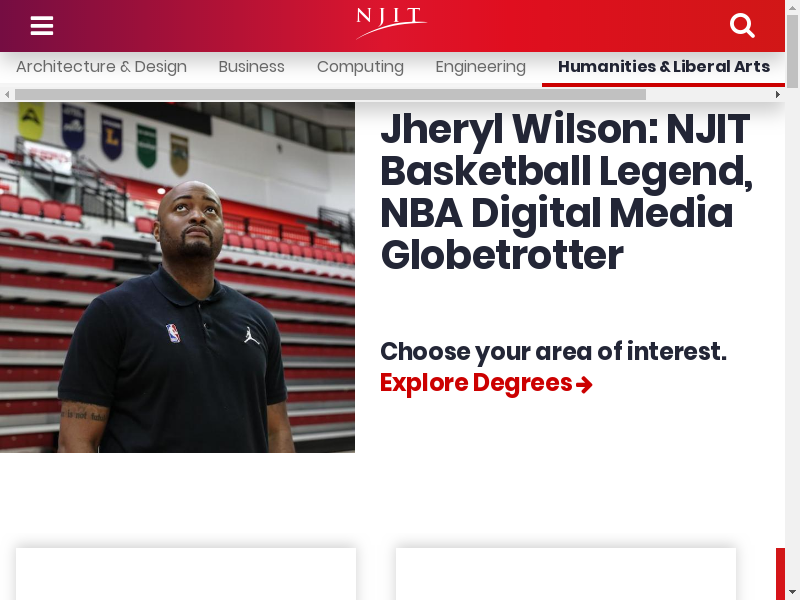 NJIT
Architecture & Design
Business
Computing
Engineering
Humanities & Liberal Arts
Jheryl Wilson: NJIT
Basketball Legend,
NBA Digital Media
Globetrotter
Choose your area of interest.
Explore Degrees